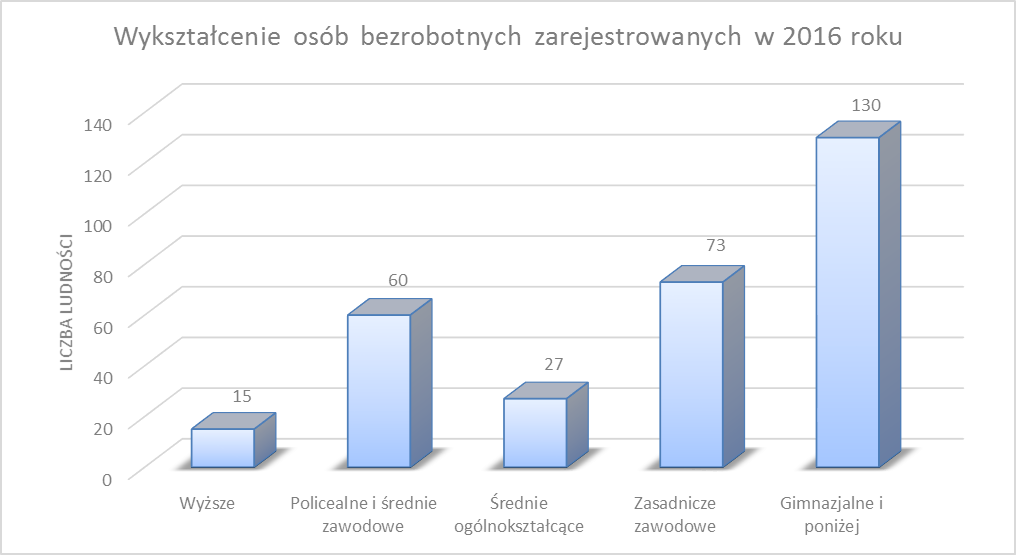 Wykształcenie osób bezrobotnych zarejestrowanych w 2016 roku
LICZBA LUDNOŚCI
140
120
100
80
60
40
20
0
15
60
27
73
130
Wyższe
Policealne i średnie
zawodowe
Średnie
ogólnokształcące
Zasadnicze
zawodowe
Gimnazjalne i
poniżej